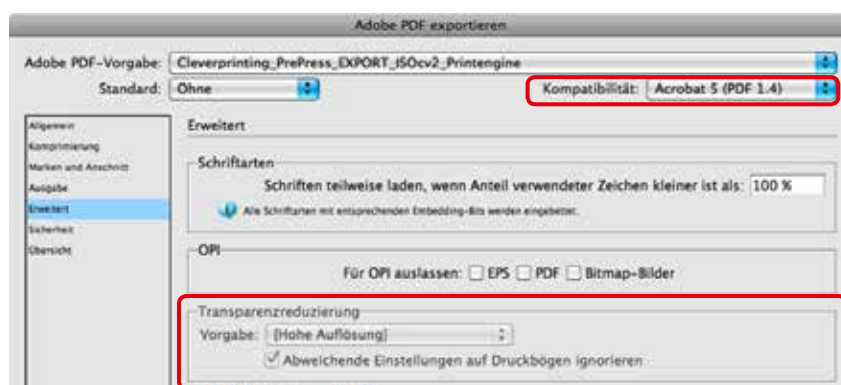 Adobe PDF exportieren
Adobe PDF-Vorgabe: Cleverprinting_PrePress_EXPORT_ISOcv2_Printengine
Standard: Ohne Kompatibilität: Acrobat 5 (PDF 1.4)
Allgemein
Komprimierung
Marken und Anschnitt
Ausgabe
Erweitert
Sicherheit
Übersicht
Erweitert
Schriftarten
Schriften teilweise laden, wenn Anteil verwendeter Zeichen kleiner ist als: 100 %
Alle Schriftarten mit entsprechenden Embedding-Bits werden eingebettet.
OPI
Für OPI auslassen: EPS PDF Bitmap-Bilder
Transparenzreduzierung
Vorgabe: [Hohe Auflösung]
Abweichende Einstellungen auf Druckbögen ignorieren